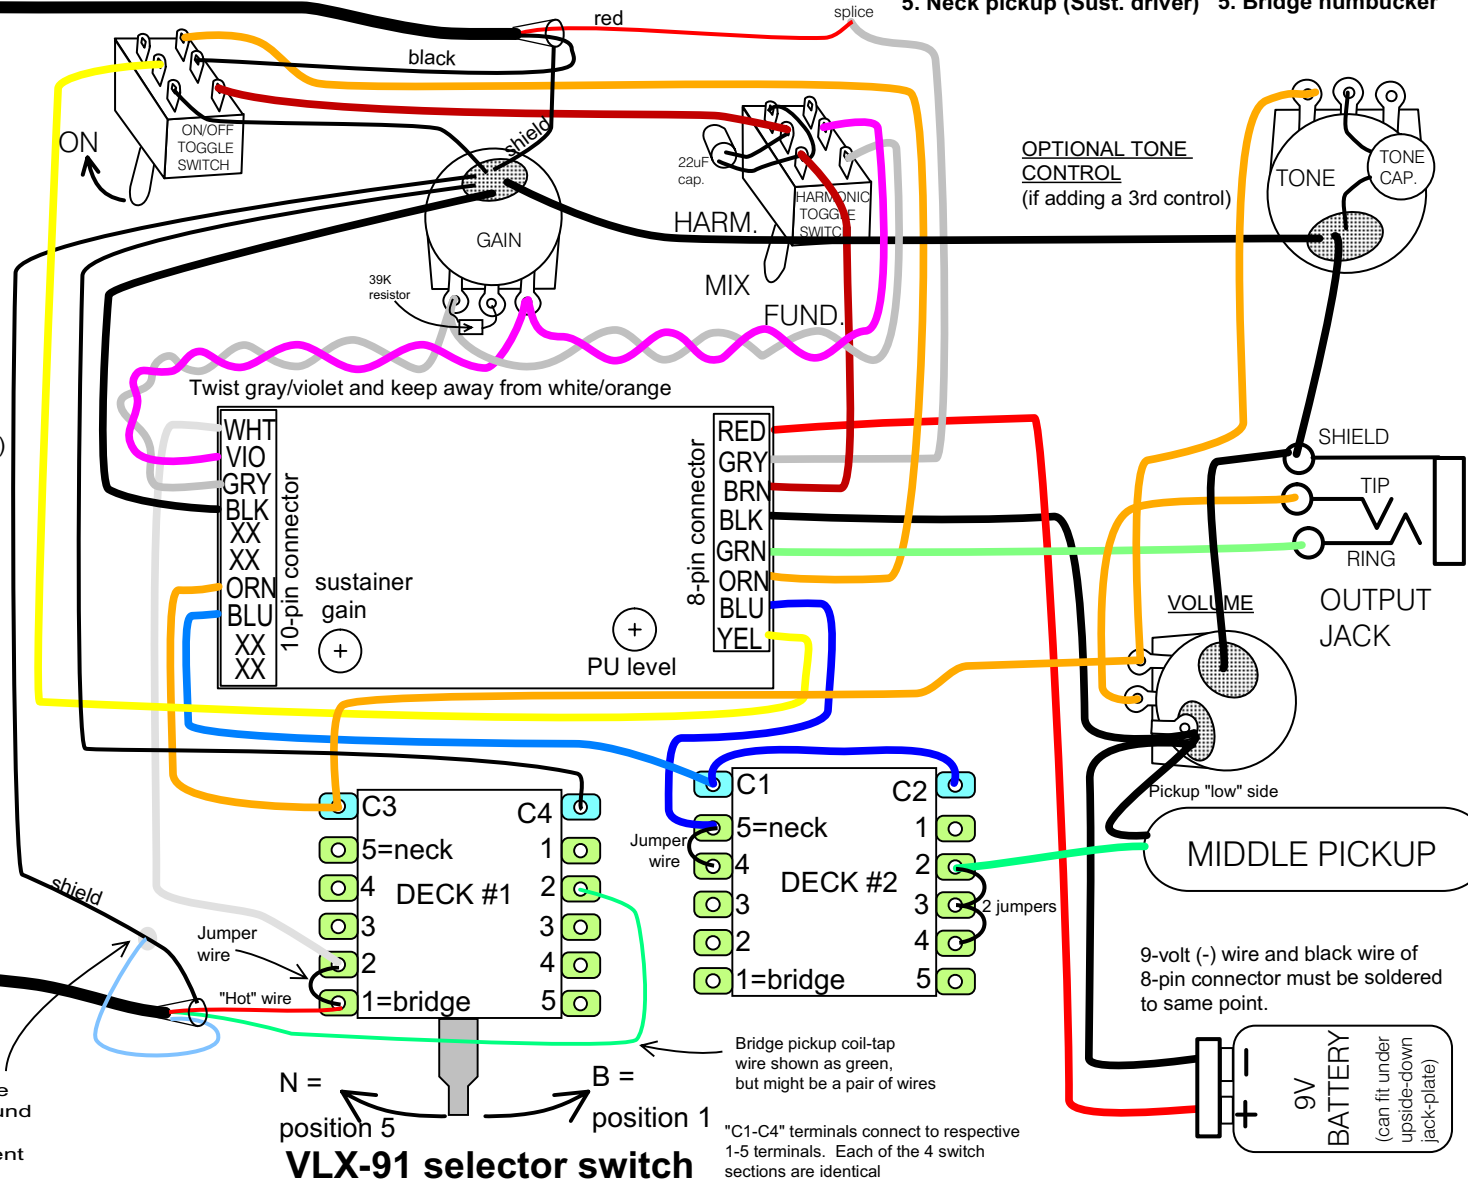 5. Neck pickup (Sust. driver) 5. Bridge humbucker
splice
red
black
shield
ON
ON/OFF
TOGGLE
SWITCH
22uF
cap.
HARMONIC
TOGGLE
SWITCH
HARM.
MIX
FUND.
OPTIONAL TONE
CONTROL
(if adding a 3rd control)
TONE
TONE
CAP.
GAIN
39K
resistor
Twist gray/violet and keep away from white/orange
)
WHT
VIO
GRY
BLK
XX
XX
ORN
BLU
XX
XX
10-pin connector
sustainer
gain
+
PU level
+
8-pin connector
RED
GRY
BRN
BLK
GRN
ORN
BLU
YEL
SHIELD
TIP
RING
OUTPUT
JACK
VOLUME
Pickup "low" side
MIDDLE PICKUP
C3
5=neck
4
3
2
1=bridge
DECK #1
C4
1
2
3
4
5
C1
5=neck
4
3
2
1=bridge
DECK #2
C2
1
2
3
4
5
Jumper
wire
2 jumpers
shield
Jumper
wire
"Hot" wire
9-volt (-) wire and black wire of
8-pin connector must be soldered
to same point.
Bridge pickup coil-tap
wire shown as green,
but might be a pair of wires
N =
position 5
B =
position 1
VLX-91 selector switch
"C1-C4" terminals connect to respective
1-5 terminals. Each of the 4 switch
sections are identical
9V
BATTERY
(can fit under
upside-down
jack-plate)
–
+
e
und
ent